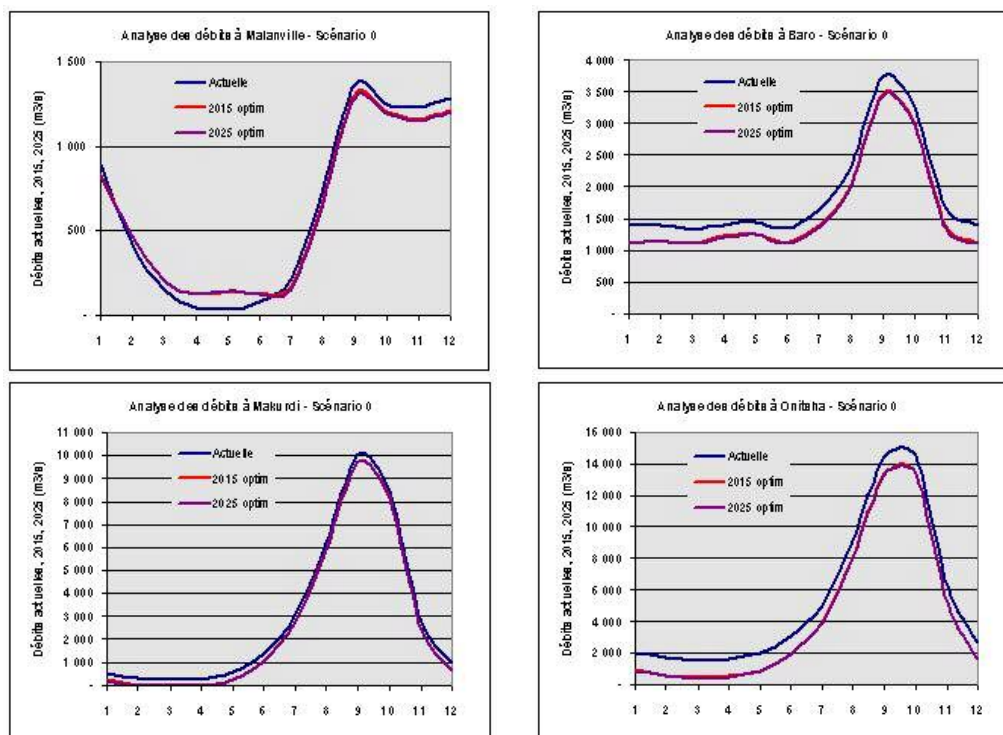 Analyse des débits à Malanville - Scénario 0
Débits actuelles, 2015, 2025 (m3/s)
1 500
1 000
500
-
Actuelle
2015 optim
2025 optim
1 2 3 4 5 6 7 8 9 10 11 12
Analyse des débits à Baro - Scénario 0
Débits actuelles, 2015, 2025 (m3/s)
4 000
3 500
3 000
2 500
2 000
1 500
1 000
500
-
Actuelle
2015 optim
2025 optim
1 2 3 4 5 6 7 8 9 10 11 12
Analyse des débits à Makurdi - Scénario 0
Débits actuelles, 2015, 2025 (m3/s)
11 000
10 000
9 000
8 000
7 000
6 000
5 000
4 000
3 000
2 000
1 000
-
Actuelle
2015 optim
2025 optim
1 2 3 4 5 6 7 8 9 10 11 12
Analyse des débits à Onitsha - Scénario 0
Débits actuelles, 2015, 2025 (m3/s)
16 000
14 000
12 000
10 000
8 000
6 000
4 000
2 000
-
Actuelle
2015 optim
2025 optim
1 2 3 4 5 6 7 8 9 10 11 12